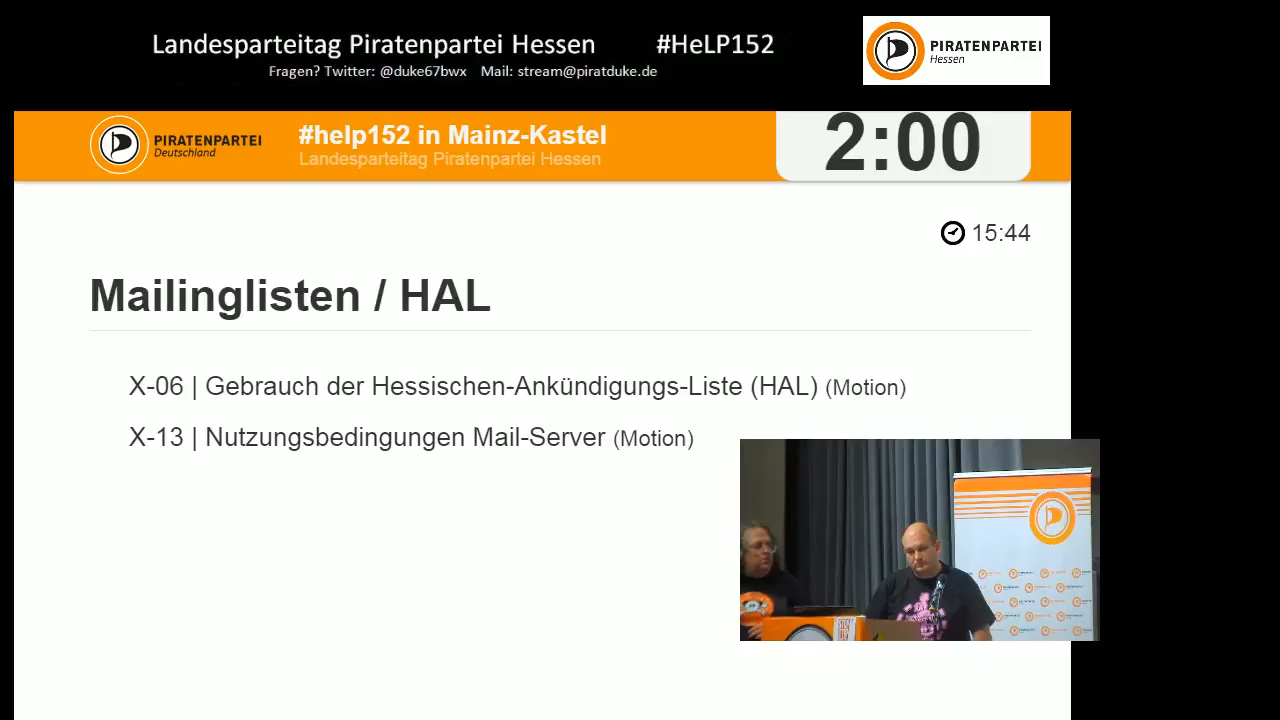 Landesparteitag Piratenpartei Hessen #HeLP152
Fragen? Twitter: @duke67bwx Mail: stream@piratduke.de
PIRATENPARTEI
Hessen
PIRATENPARTEI
Deutschland
#help152 in Mainz-Kastel
Landesparteitag Piratenpartei Hessen
2:00
15:44
Mailinglisten / HAL
X-06 | Gebrauch der Hessischen-Ankündigungs-Liste (HAL) (Motion)
X-13 | Nutzungsbedingungen Mail-Server (Motion)